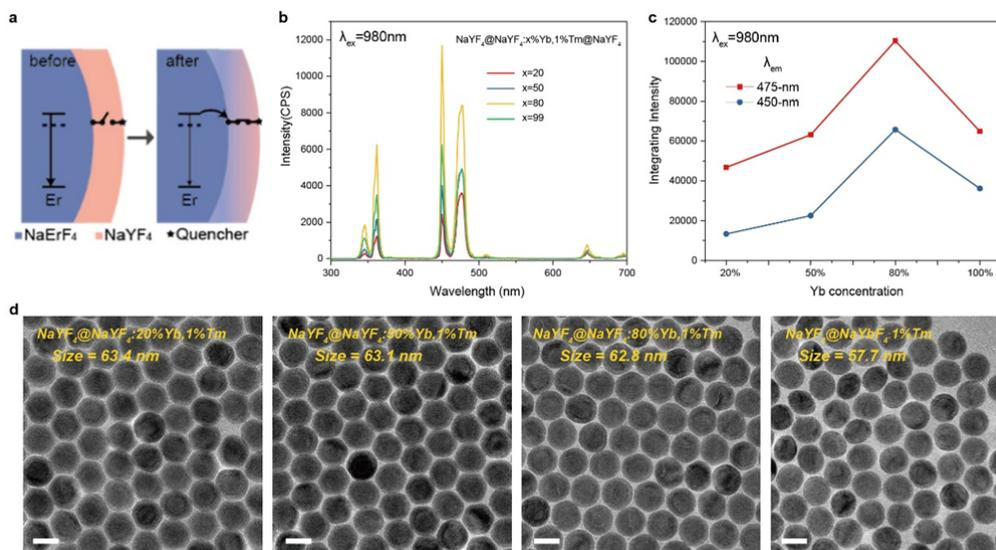 a
before
after
Er
Er
NaErF₄ NaYF₄ Quencher
b
λex=980nm
NaYF₄@NaYF₄:x%Yb,1%Tm@NaYF₄
x=20
x=50
x=80
x=99
Intensity(CPS)
12000
10000
8000
6000
4000
2000
0
300 400 500 600 700
Wavelength (nm)
c
λex=980nm
λem
475-nm
450-nm
Integrating Intensity
120000
100000
80000
60000
40000
20000
0
20% 50% 80% 100%
Yb concentration
d
NaYF₄@NaYF₄:20%Yb,1%Tm
Size = 63.4 nm
NaYF₄@NaYF₄:50%Yb,1%Tm
Size = 63.1 nm
NaYF₄@NaYF₄:80%Yb,1%Tm
Size = 62.8 nm
NaYF₄@NaYbF₄:1%Tm
Size = 57.7 nm